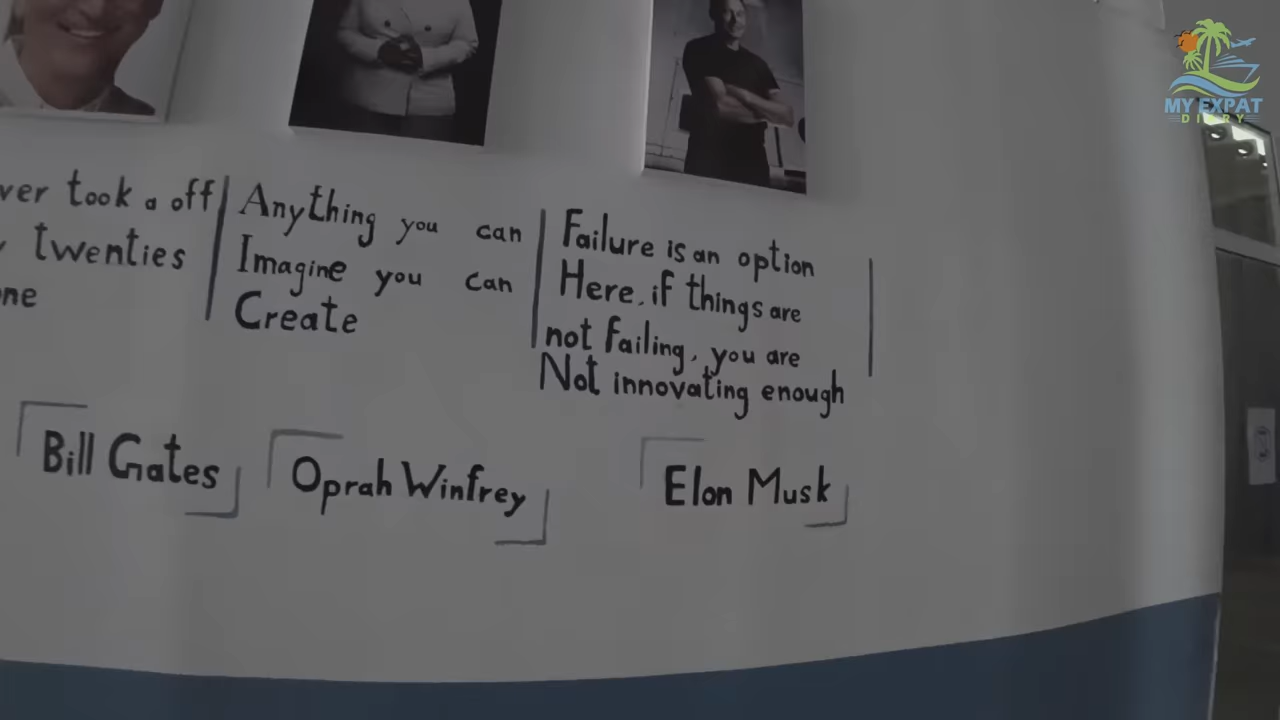 took a off
twenties
Bill Gates
Anything you can
Imagine you can
Create
Oprah Winfrey
Failure is an option
Here, if things are
not failing, you are
Not innovating enough
Elon Musk
MY EXPAT
DIARY